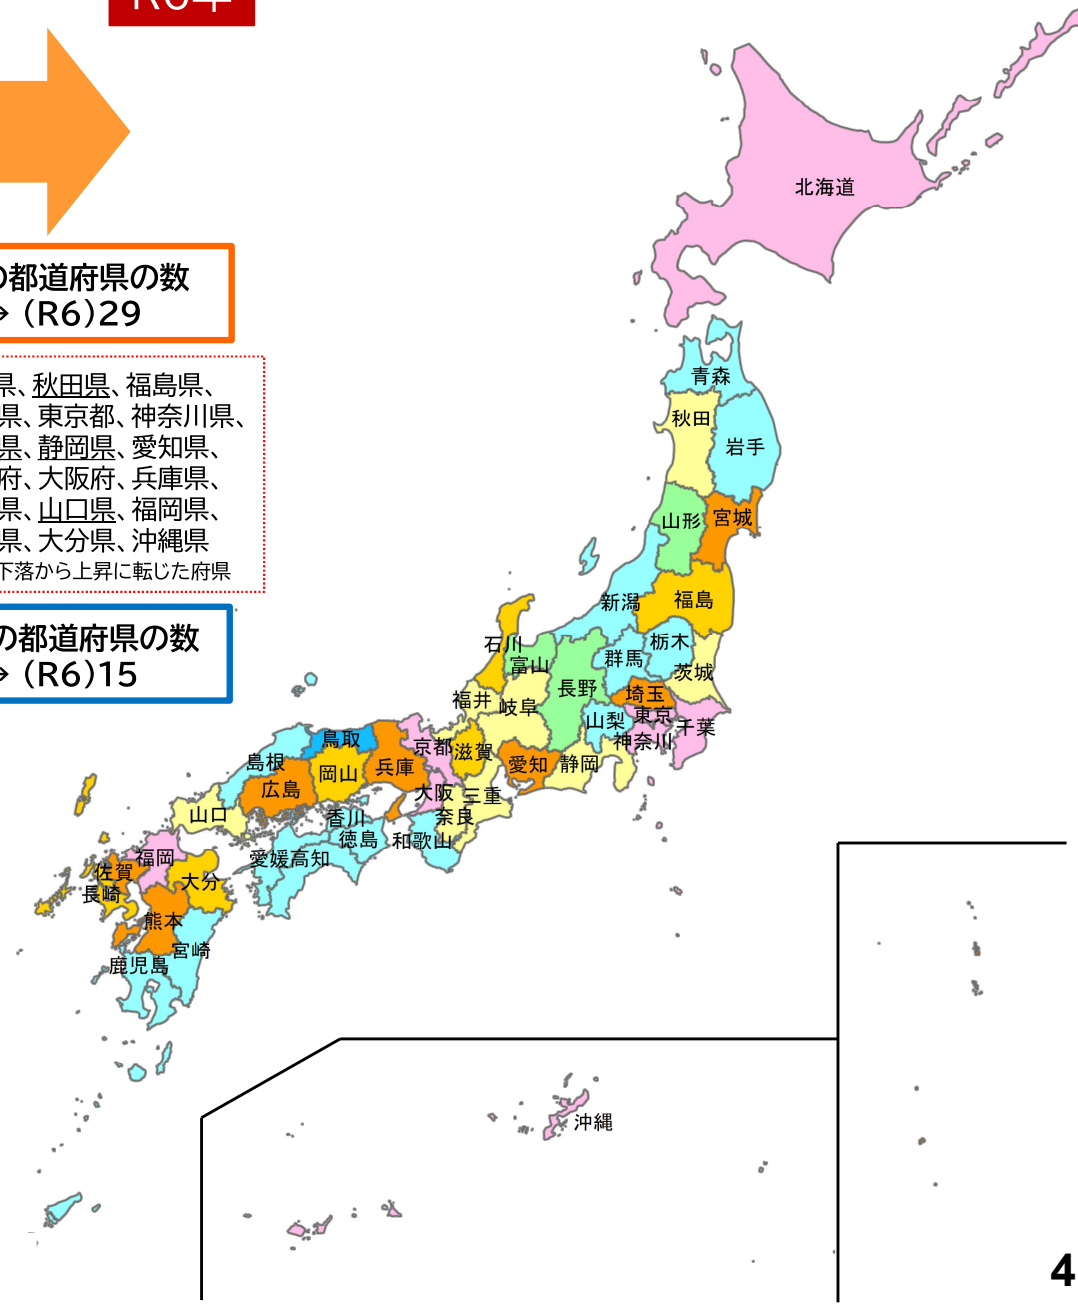 R6年
の都道府県の数
→ (R6)29
県、秋田県、福島県、
県、東京都、神奈川県、
県、静岡県、愛知県、
府、大阪府、兵庫県、
県、山口県、福岡県、
県、大分県、沖縄県
下落から上昇に転じた府県
の都道府県の数
→ (R6)15
北海道
青森
秋田
岩手
山形
宮城
新潟
福島
石川
富山
栃木
群馬
茨城
長野
福井
岐阜
埼玉
東京
千葉
山梨
神奈川
鳥取
京都
滋賀
島根
岡山
兵庫
愛知
静岡
広島
大阪
三重
山口
香川
奈良
徳島
和歌山
福岡
愛媛
高知
佐賀
大分
長崎
熊本
宮崎
鹿児島
沖縄
4